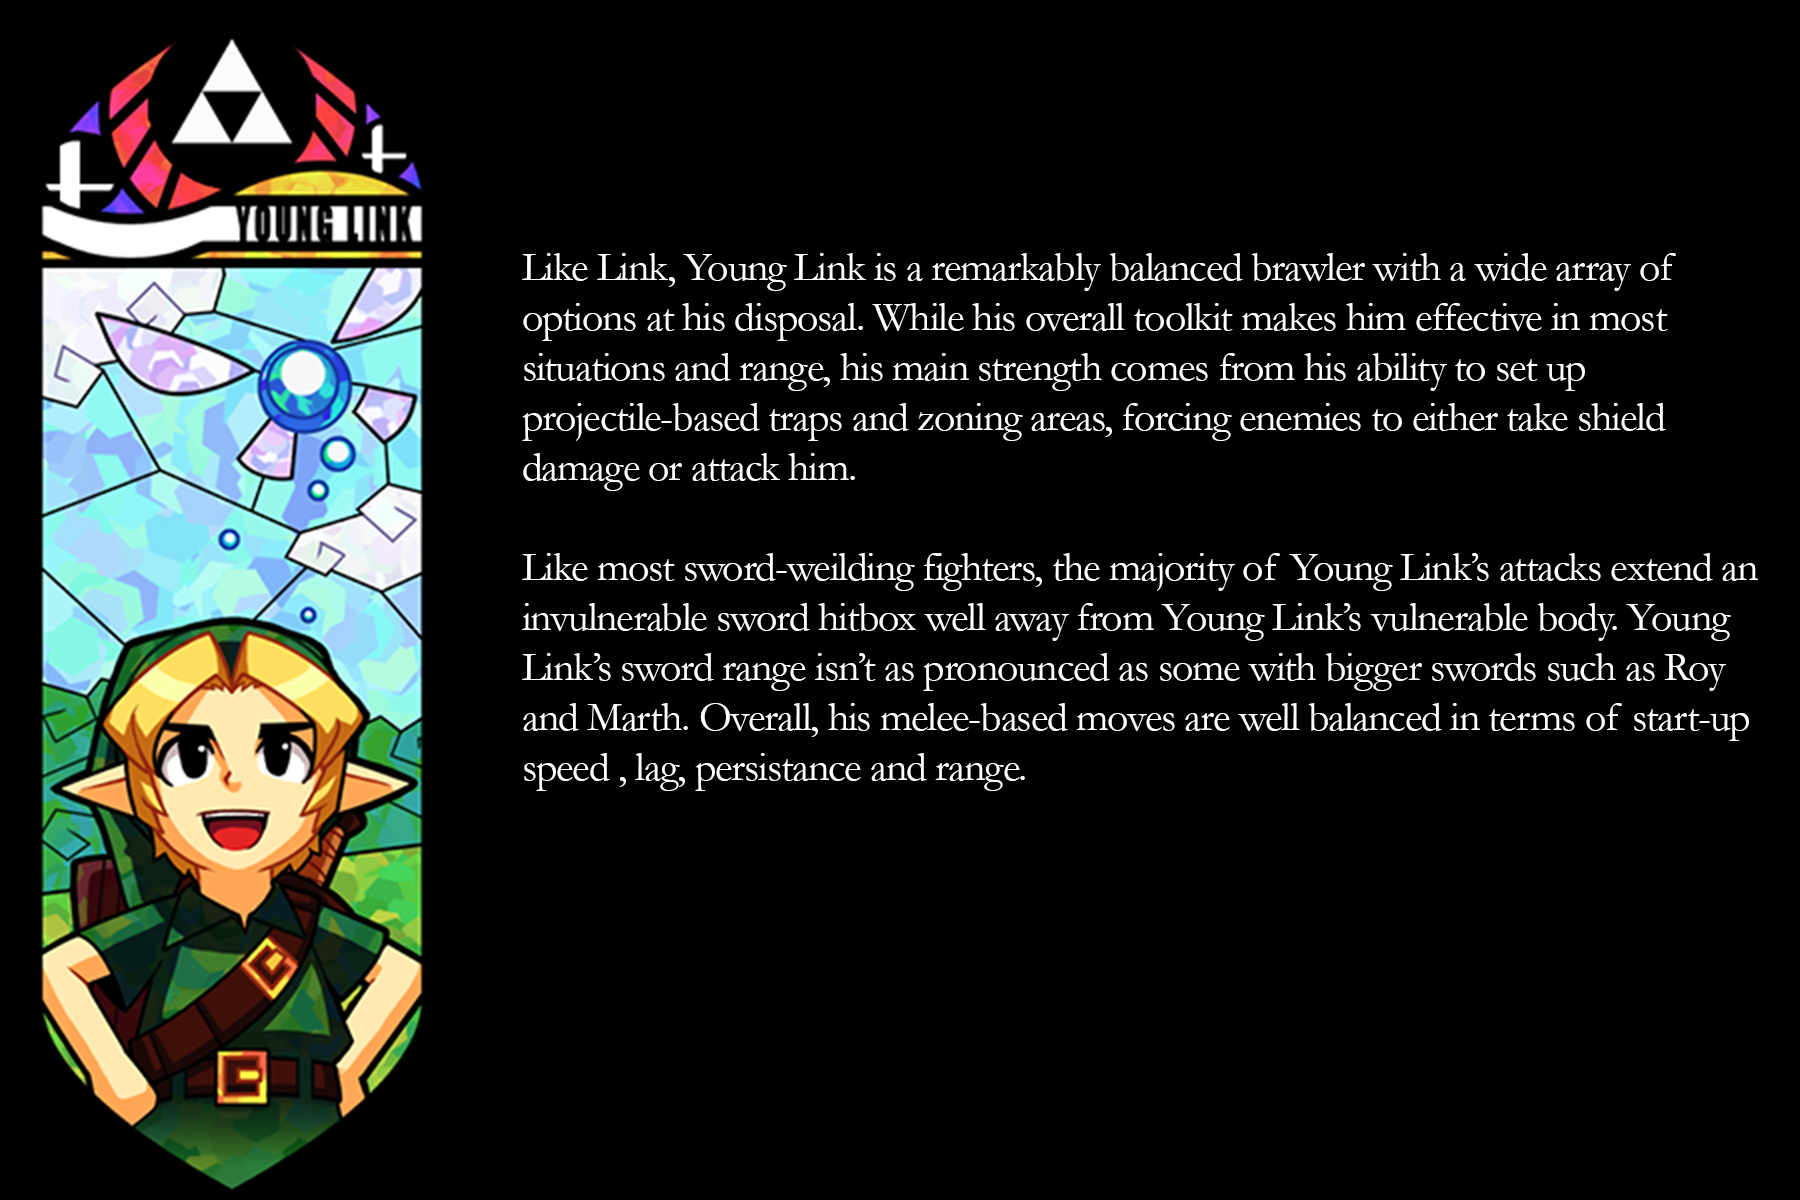 YOUNG LINK
Like Link, Young Link is a remarkably balanced brawler with a wide array of
options at his disposal. While his overall toolkit makes him effective in most
situations and range, his main strength comes from his ability to set up
projectile-based traps and zoning areas, forcing enemies to either take shield
damage or attack him.
Like most sword-weilding fighters, the majority of Young Link’s attacks extend an
invulnerable sword hitbox well away from Young Link’s vulnerable body. Young
Link’s sword range isn’t as pronounced as some with bigger swords such as Roy
and Marth. Overall, his melee-based moves are well balanced in terms of start-up
speed , lag, persistance and range.